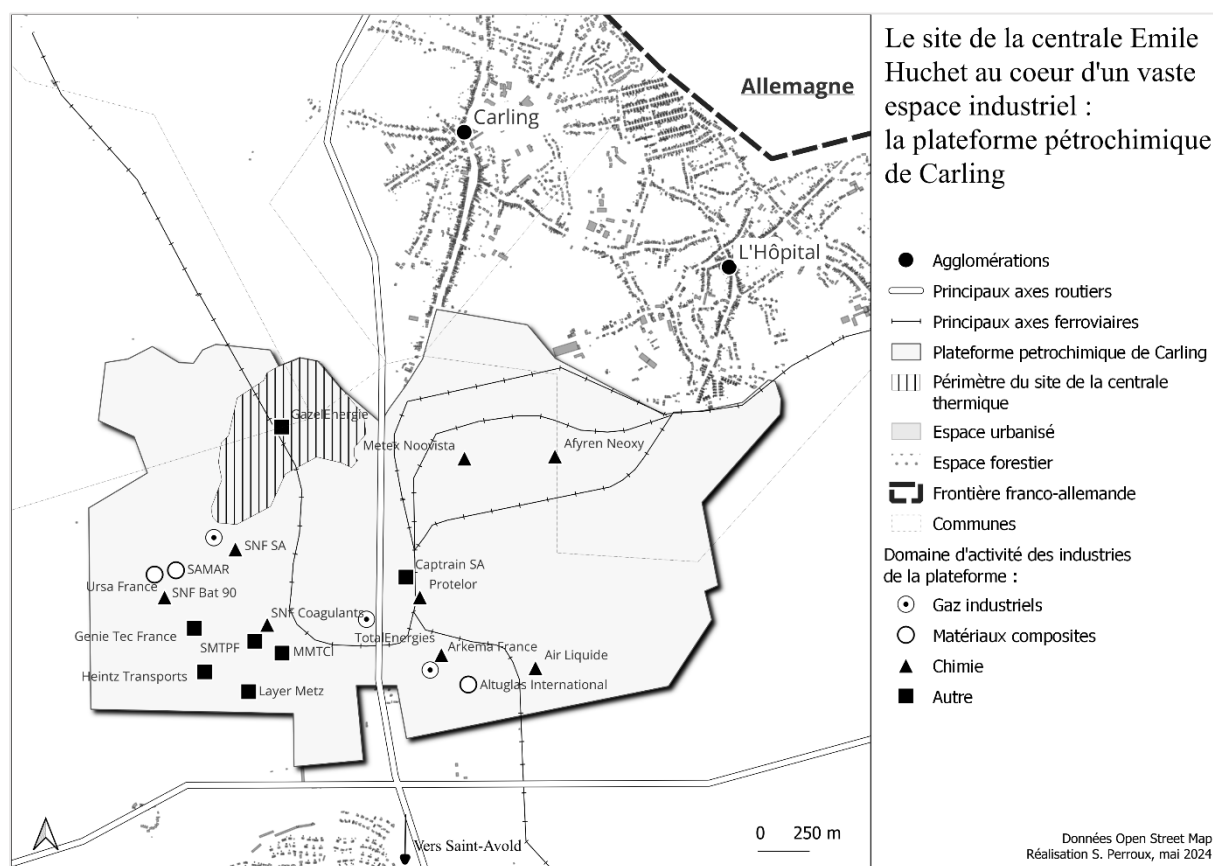 Le site de la centrale Emile
Huchet au coeur d'un vaste
espace industriel :
la plateforme pétrochimique
de Carling
Agglomérations
Principaux axes routiers
Principaux axes ferroviaires
Plateforme petrochimique de Carling
Périmètre du site de la centrale
thermique
Espace urbanisé
Espace forestier
Frontière franco-allemande
Communes
Domaine d'activité des industries
de la plateforme :
Gaz industriels
Matériaux composites
Chimie
Autre
Données Open Street Map
Réalisation S. Perroux, mai 2024
Allemagne
Carling
L'Hôpital
GazelEnergie
Metex Noovista
Afyren Neoxy
SNF SA
SAMAR
Ursa France
SNF Bat 90
Captrain SA
Protelor
SNF Coagulants
Genie Tec France
SMTPF
MMTCI
TotalEnergies
Arkema France
Air Liquide
Heintz Transports
Layer Metz
Altuglas International
Vers Saint-Avold
0 250 m